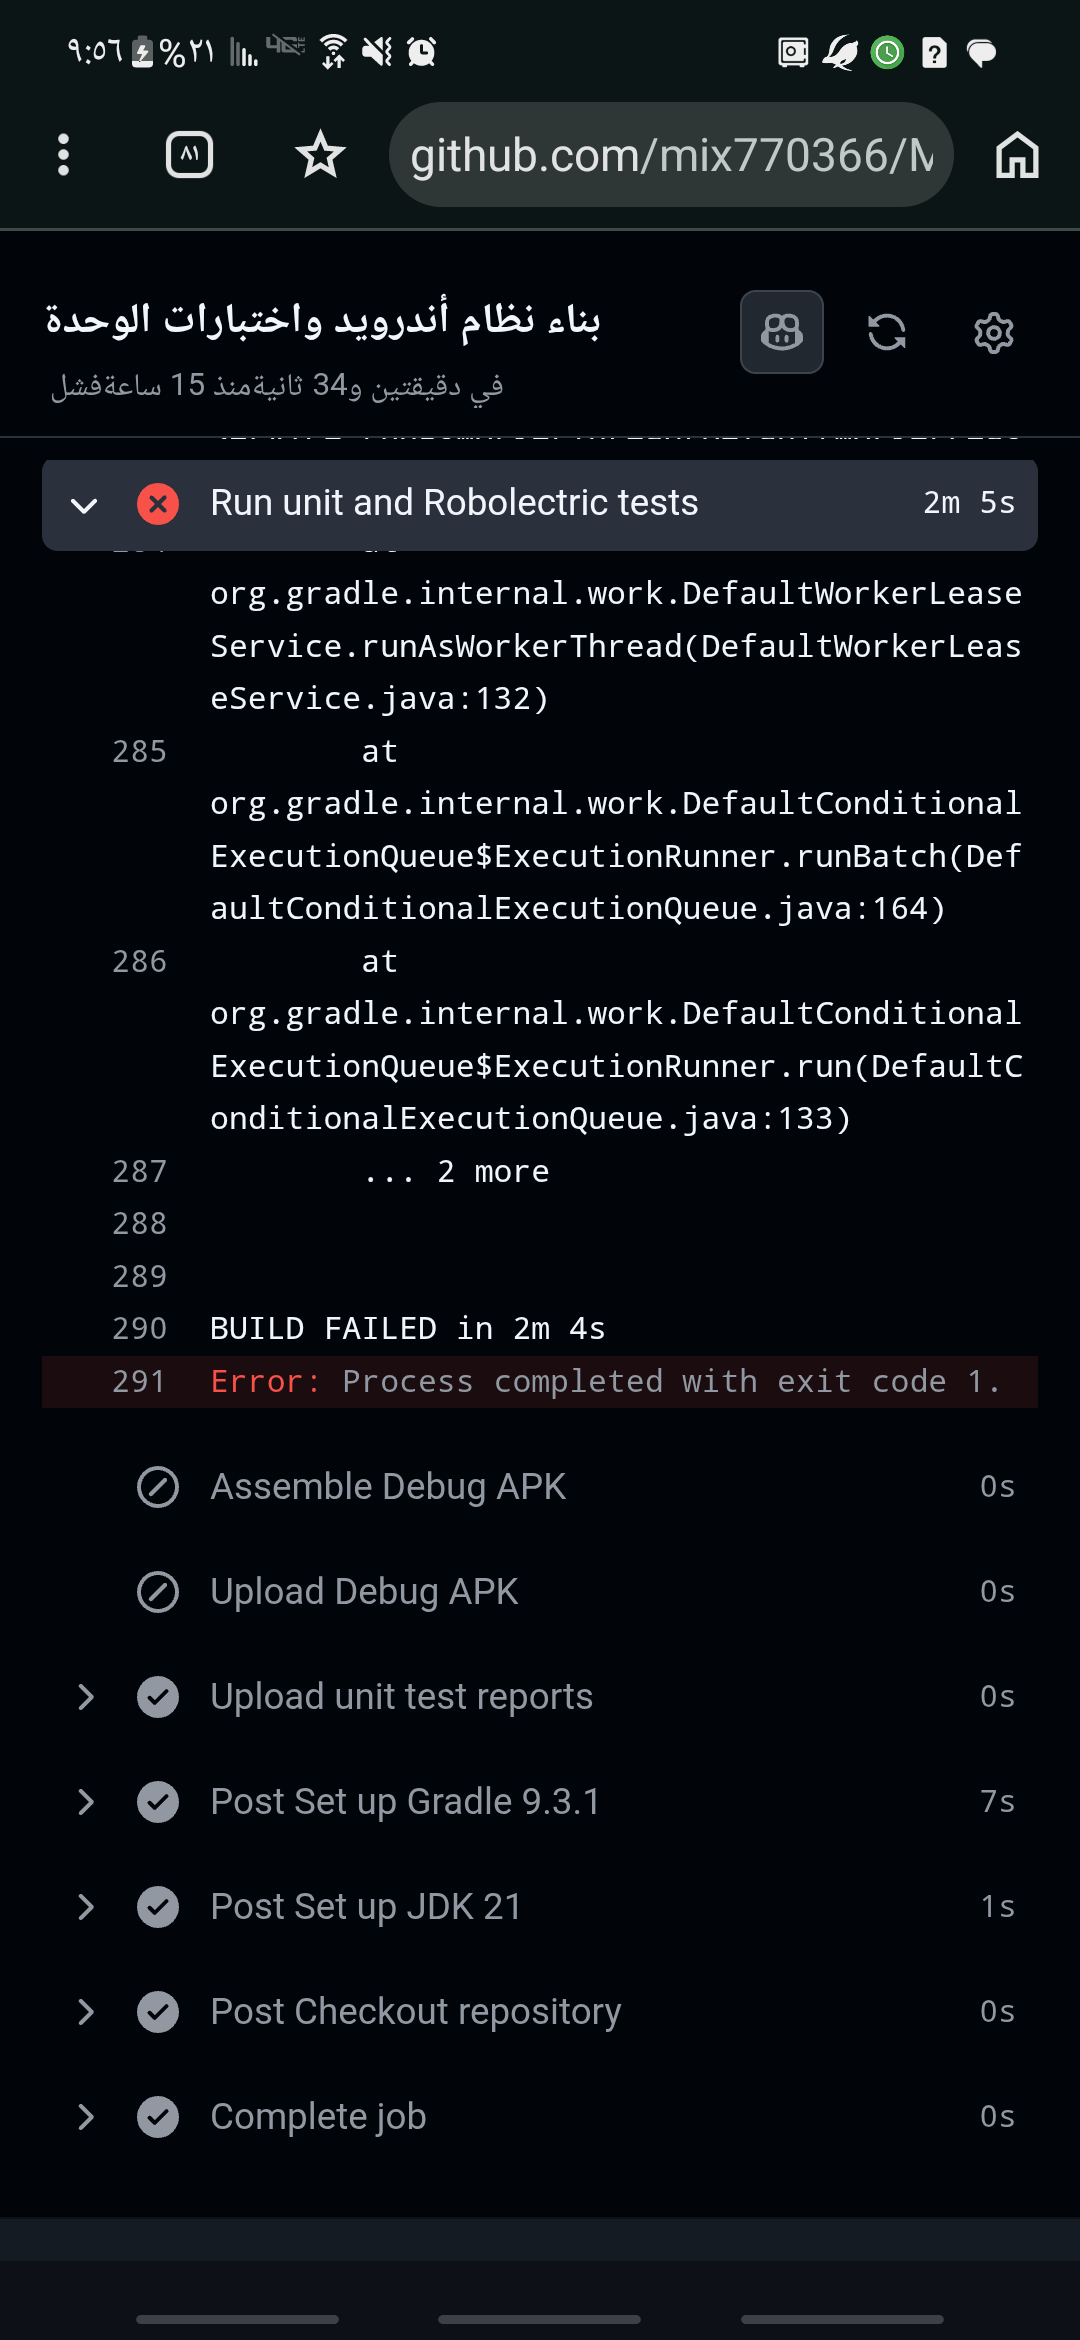 ٩:٥٦ %٢١
٨١
github.com/mix770366/M
بناء نظام أندرويد واختبارات الوحدة
في دقيقتين و34 ثانيةمنذ 15 ساعةفشل
Run unit and Robolectric tests 2m 5s
org.gradle.internal.work.DefaultWorkerLease
Service.runAsWorkerThread(DefaultWorkerLeas
eService.java:132)
285 at
org.gradle.internal.work.DefaultConditional
ExecutionQueue$ExecutionRunner.runBatch(Def
aultConditionalExecutionQueue.java:164)
286 at
org.gradle.internal.work.DefaultConditional
ExecutionQueue$ExecutionRunner.run(DefaultC
onditionalExecutionQueue.java:133)
287 ... 2 more
288
289
290 BUILD FAILED in 2m 4s
291 Error: Process completed with exit code 1.
Assemble Debug APK 0s
Upload Debug APK 0s
Upload unit test reports 0s
Post Set up Gradle 9.3.1 7s
Post Set up JDK 21 1s
Post Checkout repository 0s
Complete job 0s